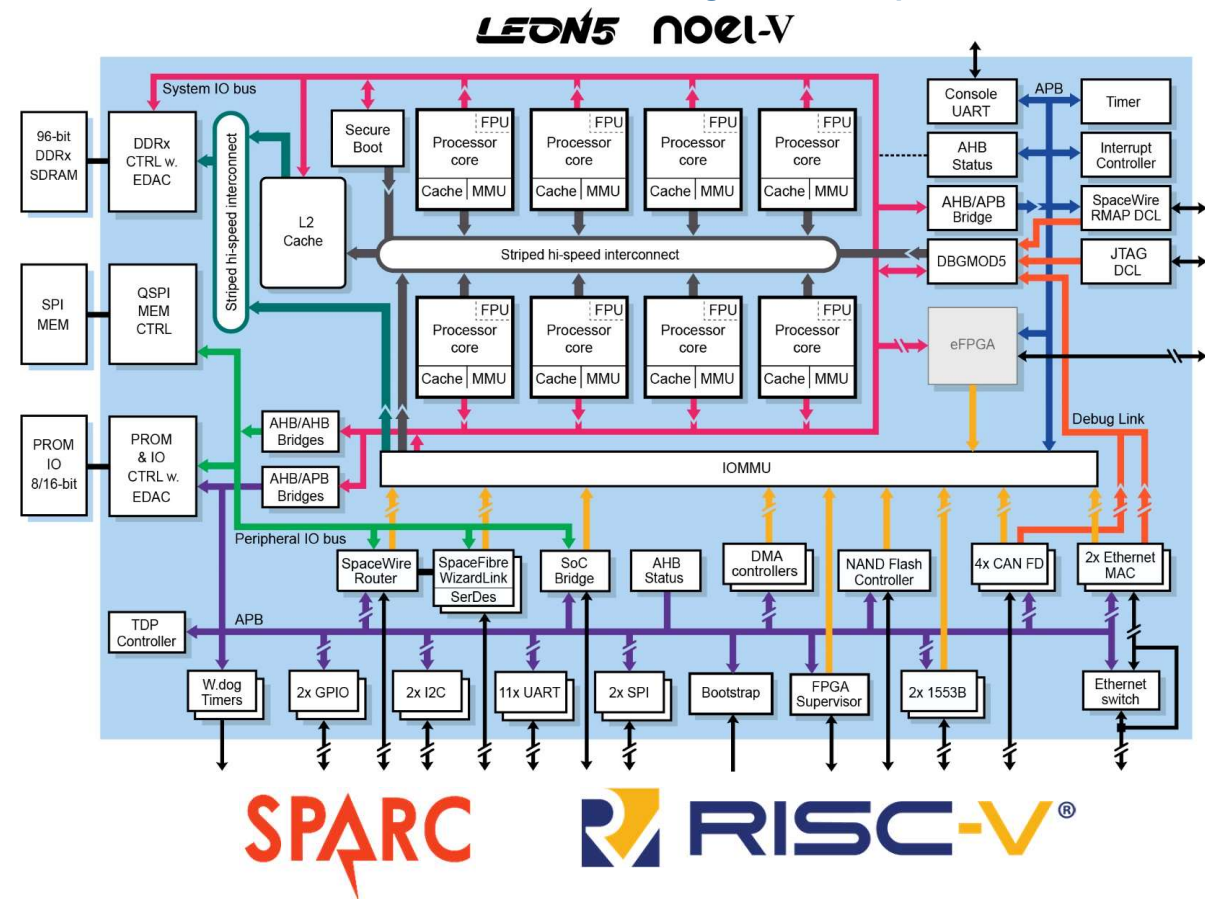 LEON5 NOEL-V
System IO bus
96-bit
DDRx
SDRAM
DDRx
CTRL w.
EDAC
Striped hi-speed interconnect
L2
Cache
Secure
Boot
FPU
Processor
core
Cache MMU
FPU
Processor
core
Cache MMU
FPU
Processor
core
Cache MMU
FPU
Processor
core
Cache MMU
Console
UART
APB
Timer
AHB
Status
Interrupt
Controller
AHB/APB
Bridge
SpaceWire
RMAP DCL
Striped hi-speed interconnect
DBGMOD5
JTAG
DCL
SPI
MEM
QSPI
MEM
CTRL
FPU
Processor
core
Cache MMU
FPU
Processor
core
Cache MMU
FPU
Processor
core
Cache MMU
FPU
Processor
core
Cache MMU
eFPGA
Debug Link
PROM
IO
8/16-bit
PROM
& IO
CTRL w.
EDAC
AHB/AHB
Bridges
AHB/APB
Bridges
IOMMU
Peripheral IO bus
SpaceWire
Router
SpaceFibre
WizardLink
SerDes
SoC
Bridge
AHB
Status
DMA
controllers
NAND Flash
Controller
4x CAN FD
2x Ethernet
MAC
TDP
Controller
APB
W.dog
Timers
2x GPIO
2x I2C
11x UART
2x SPI
Bootstrap
FPGA
Supervisor
2x 1553B
Ethernet
switch
SPARC
RISC-V®